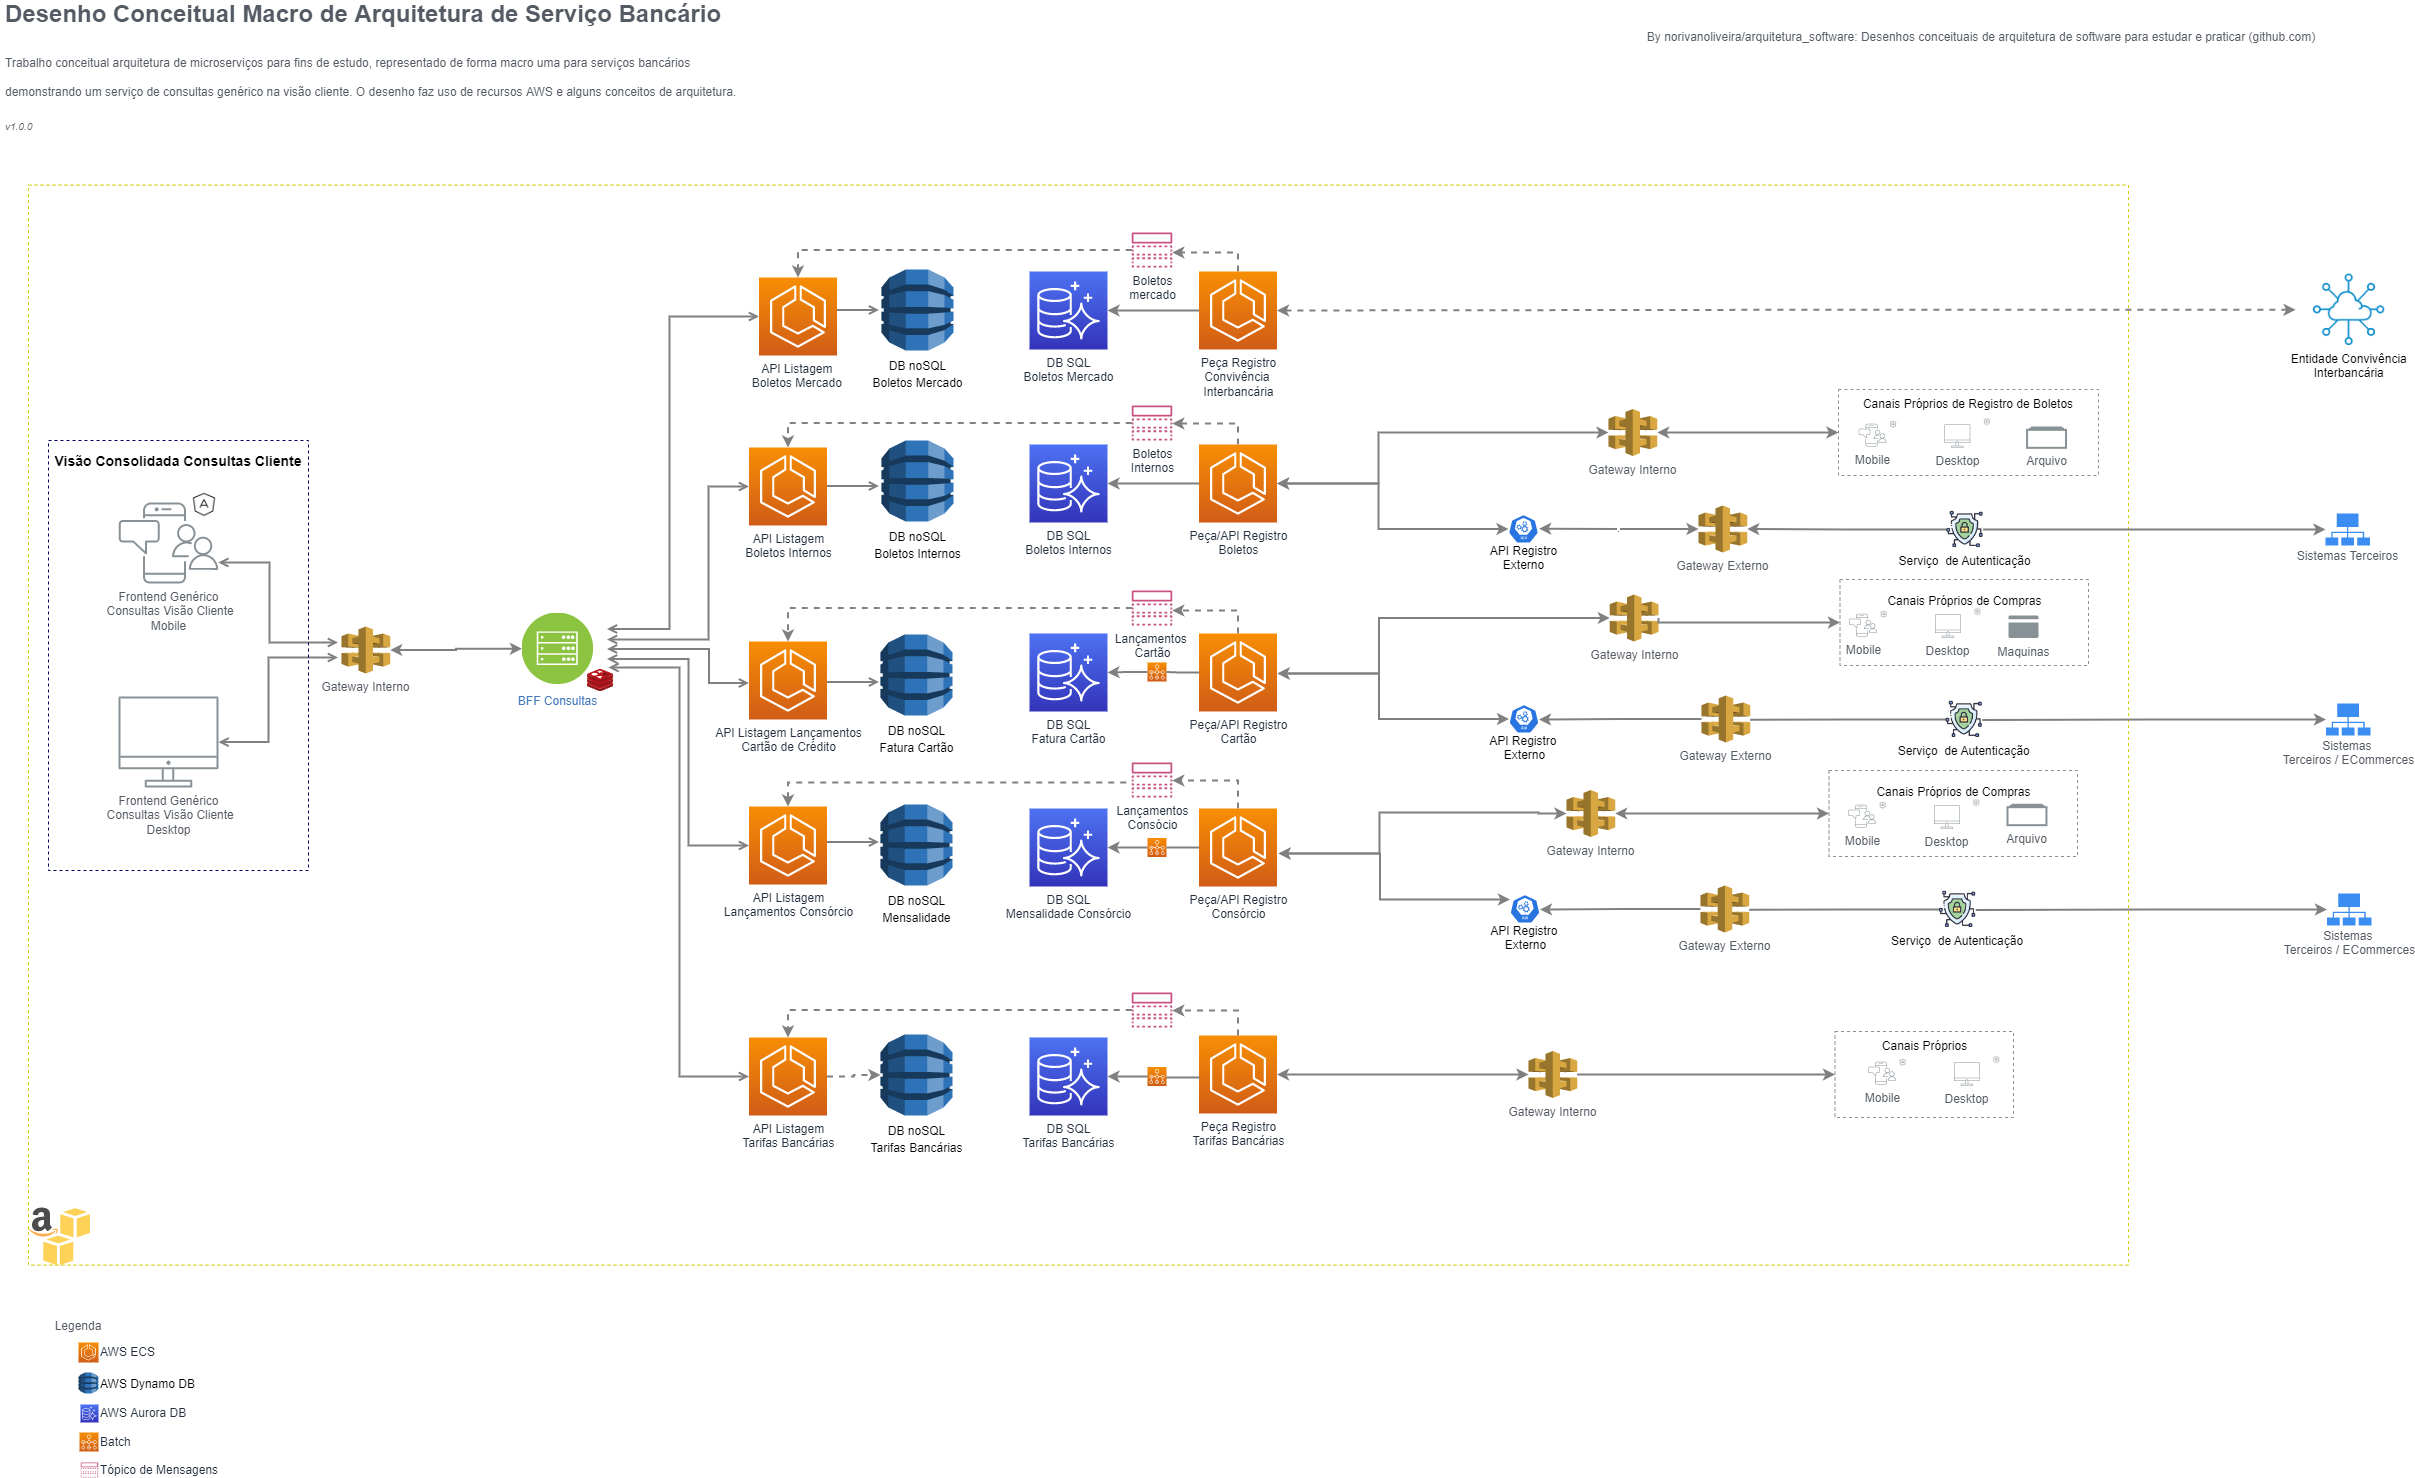 Desenho Conceitual Macro de Arquitetura de Serviço Bancário
By norivanoliveira/arquitetura_software: Desenhos conceituais de arquitetura de software para estudar e praticar (github.com)
Trabalho conceitual arquitetura de microserviços para fins de estudo, representado de forma macro uma para serviços bancários
demonstrando um serviço de consultas genérico na visão cliente. O desenho faz uso de recursos AWS e alguns conceitos de arquitetura.
v1.0.0
Visão Consolidada Consultas Cliente
Frontend Genérico
Consultas Visão Cliente
Mobile
Frontend Genérico
Consultas Visão Cliente
Desktop
Gateway Interno
BFF Consultas
API Listagem
Boletos Mercado
DB noSQL
Boletos Mercado
DB SQL
Boletos Mercado
Boletos
mercado
Peça Registro
Convivência
Interbancária
Entidade Convivência
Interbancária
API Listagem
Boletos Internos
DB noSQL
Boletos Internos
DB SQL
Boletos Internos
Boletos
Internos
Peça/API Registro
Boletos
Gateway Interno
Canais Próprios de Registro de Boletos
Mobile
Desktop
Arquivo
API Registro
Externo
Gateway Externo
Serviço  de Autenticação
Sistemas Terceiros
API Listagem Lançamentos
Cartão de Crédito
DB noSQL
Fatura Cartão
DB SQL
Fatura Cartão
Lançamentos
Cartão
Peça/API Registro
Cartão
Gateway Interno
Canais Próprios de Compras
Mobile
Desktop
Maquinas
API Registro
Externo
Gateway Externo
Serviço  de Autenticação
Sistemas
Terceiros / ECommerces
API Listagem
Lançamentos Consórcio
DB noSQL
Mensalidade
DB SQL
Mensalidade Consórcio
Lançamentos
Consócio
Peça/API Registro
Consórcio
Gateway Interno
Canais Próprios de Compras
Mobile
Desktop
Arquivo
API Registro
Externo
Gateway Externo
Serviço  de Autenticação
Sistemas
Terceiros / ECommerces
API Listagem
Tarifas Bancárias
DB noSQL
Tarifas Bancárias
DB SQL
Tarifas Bancárias
Peça Registro
Tarifas Bancárias
Gateway Interno
Canais Próprios
Mobile
Desktop
a
Legenda
AWS ECS
AWS Dynamo DB
AWS Aurora DB
Batch
Tópico de Mensagens